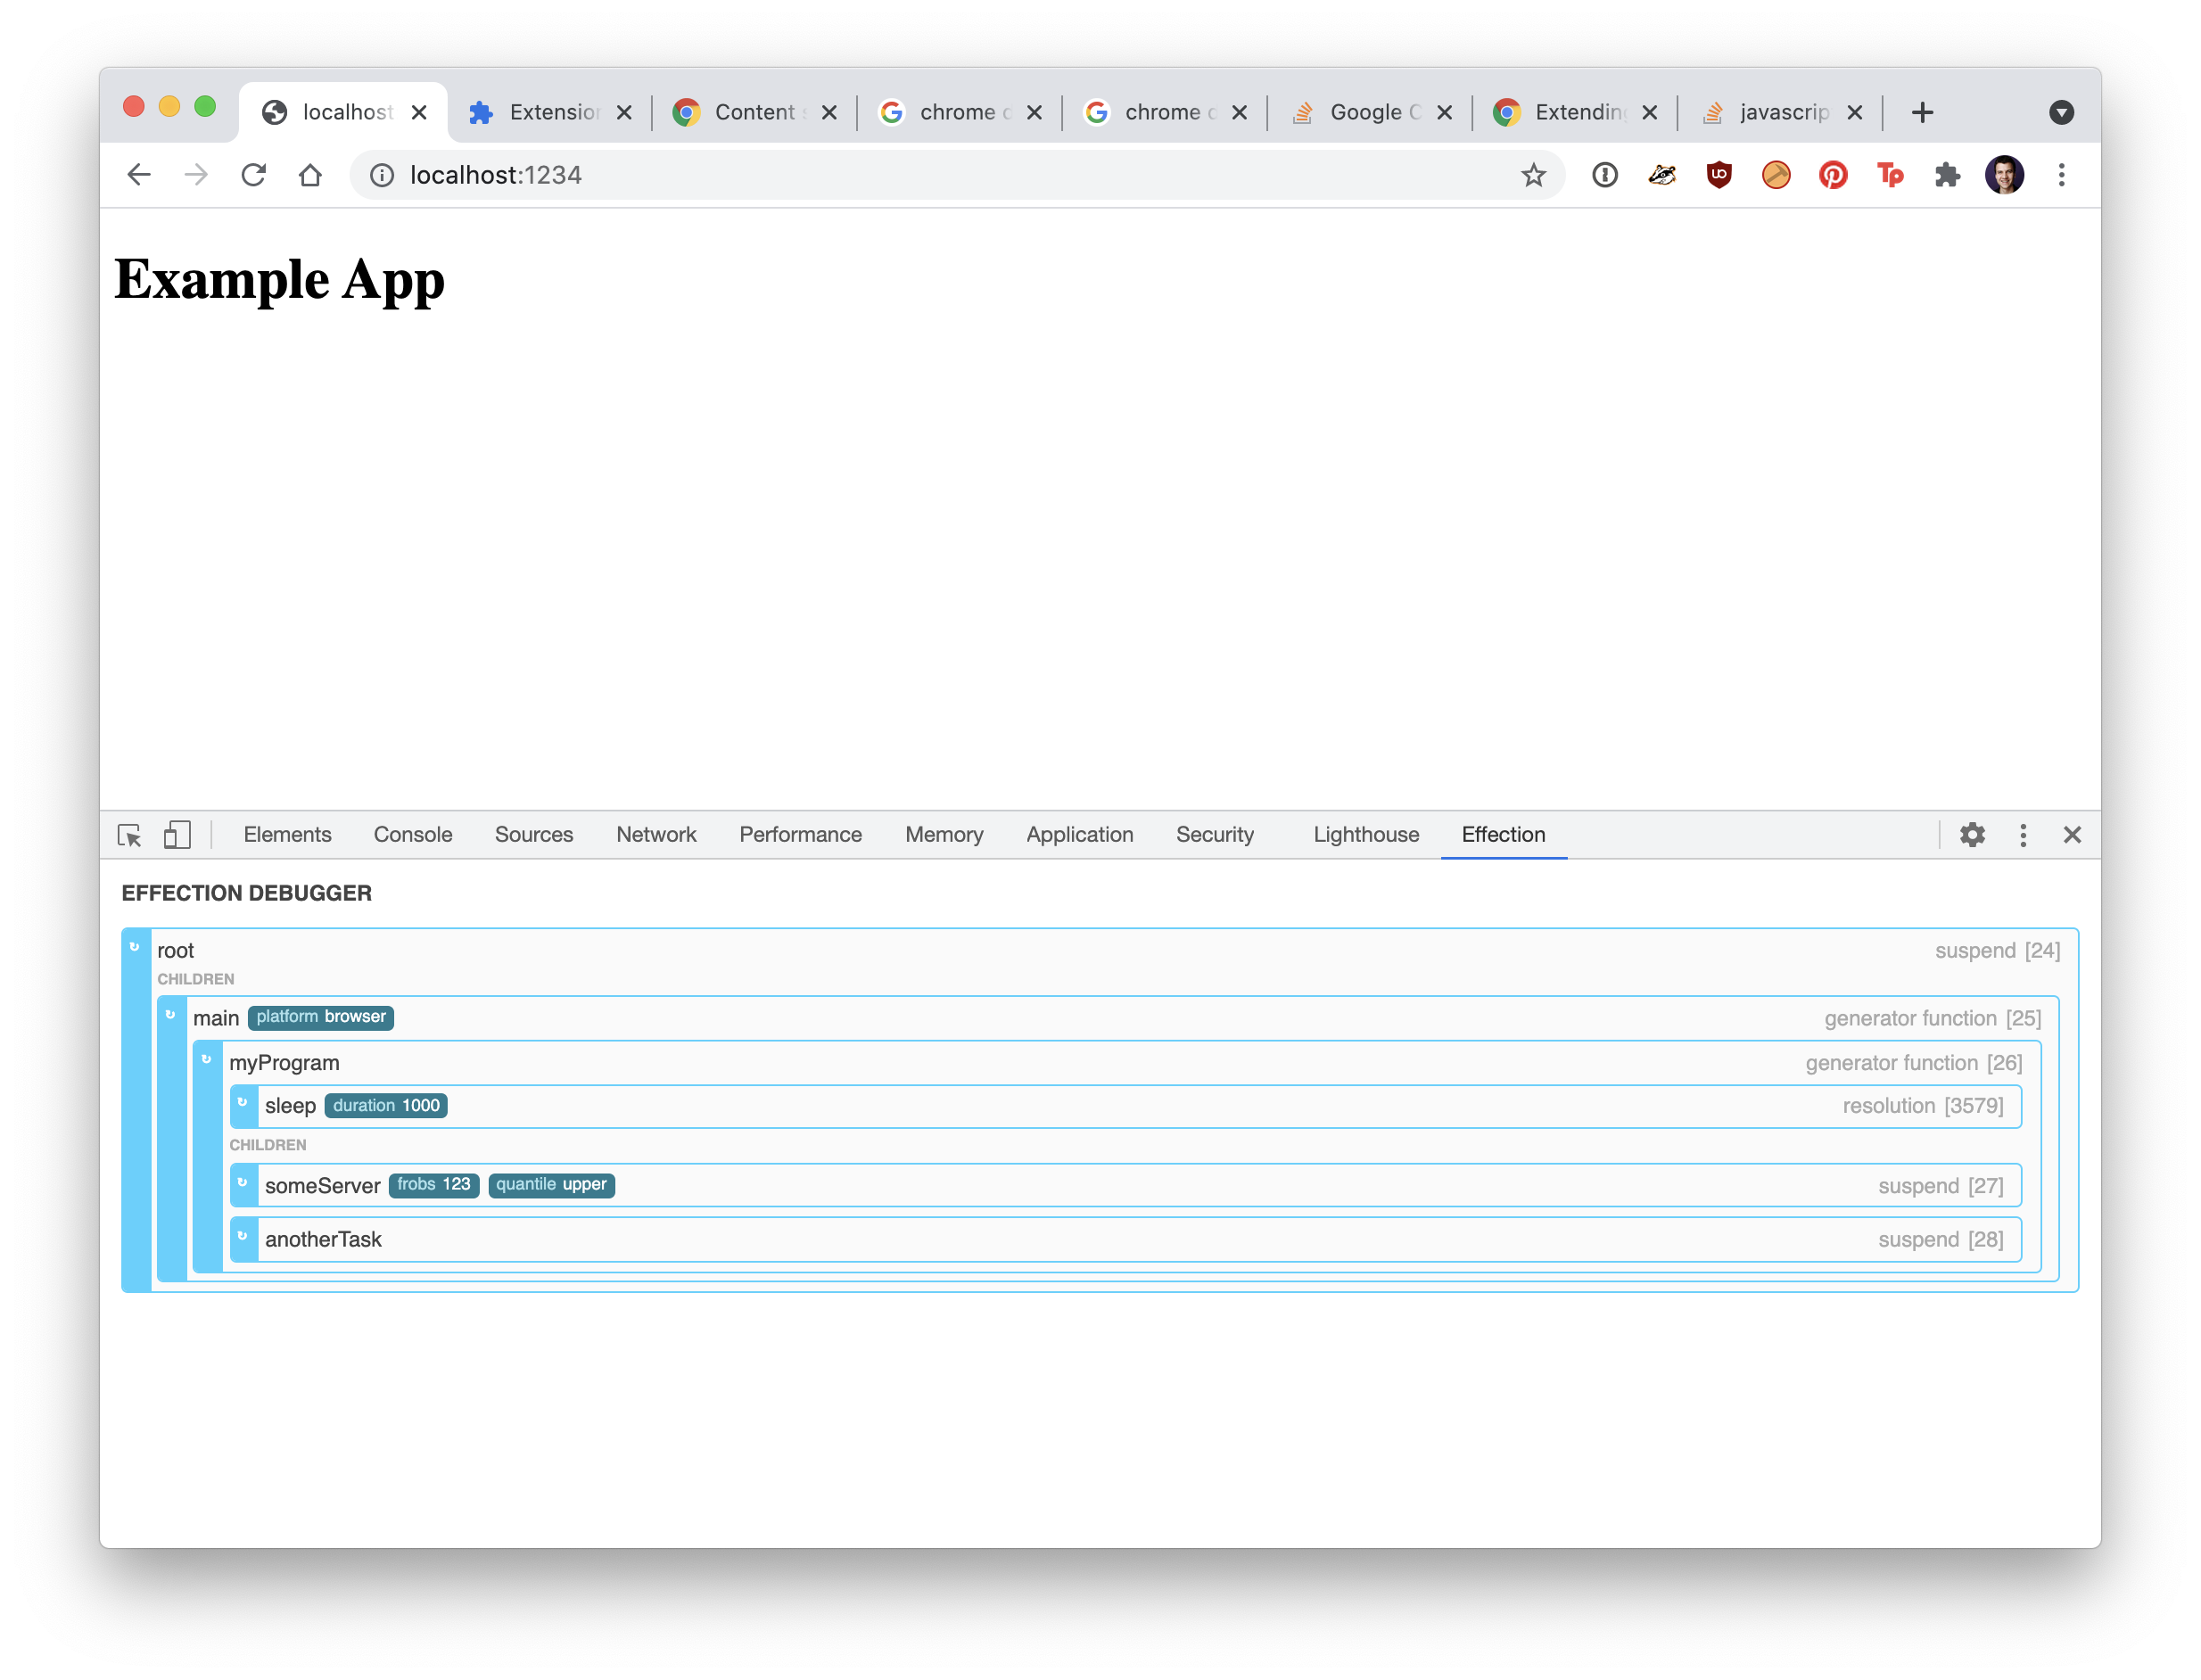 localhost Extension Content s chrome d chrome d Google C Extending javascrip
localhost:1234
Example App
Elements Console Sources Network Performance Memory Application Security Lighthouse Effection
EFFECTION DEBUGGER
root suspend [24]
CHILDREN
main platform browser generator function [25]
myProgram generator function [26]
sleep duration 1000 resolution [3579]
CHILDREN
someServer frobs 123 quantile upper suspend [27]
anotherTask suspend [28]